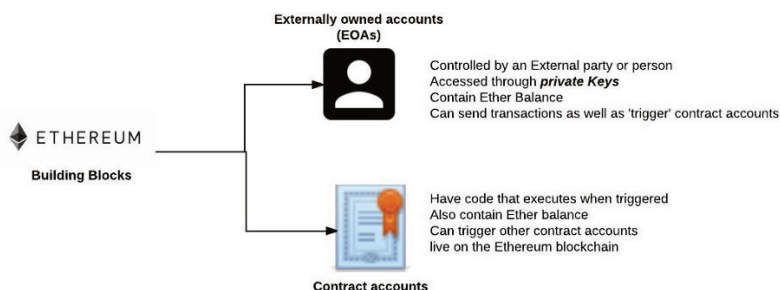 Externally owned accounts
(EOAs)
Controlled by an External party or person
Accessed through private Keys
Contain Ether Balance
Can send transactions as well as 'trigger' contract accounts
ETHEREUM
Building Blocks
Have code that executes when triggered
Also contain Ether balance
Can trigger other contract accounts
live on the Ethereum blockchain
Contract accounts